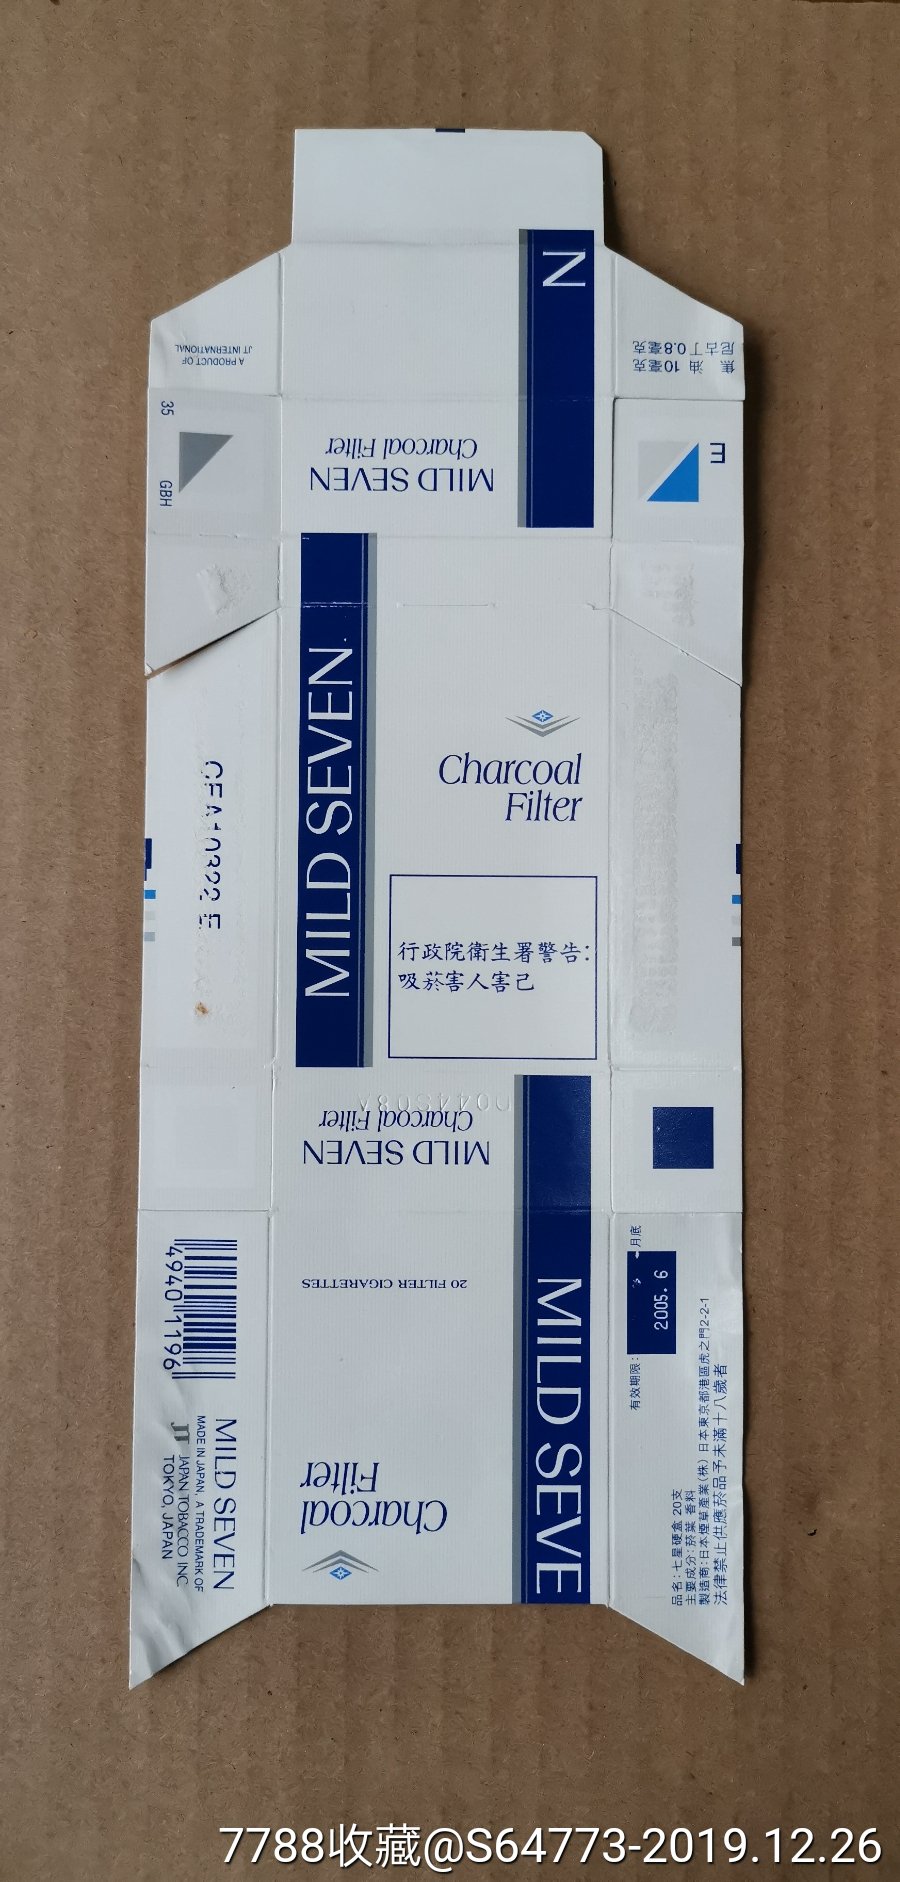 N
A PRODUCT OF
JT INTERNATIONAL
焦 油 10毫克
尼古丁 0.8毫克
35
GBH
E
MILD SEVEN
Charcoal Filter
MILD SEVEN
Charcoal
Filter
行政院衛生署警告:
吸菸害人害己
MILD SEVEN
Charcoal Filter
20 FILTER CIGARETTES
MILD SEVE
Charcoal
Filter
4940 1196
MILD SEVEN
MADE IN JAPAN, A TRADEMARK OF
JT JAPAN TOBACCO INC.
TOKYO, JAPAN
有效期限:
2005. 6
月底
品名:七星硬盒 20支
主要成分:菸葉 香料
製造商:日本煙草產業(株) 日本東京都港區虎之門2-2-1
法律禁止供應菸品予未滿十八歲者
7788收藏@S64773-2019.12.26